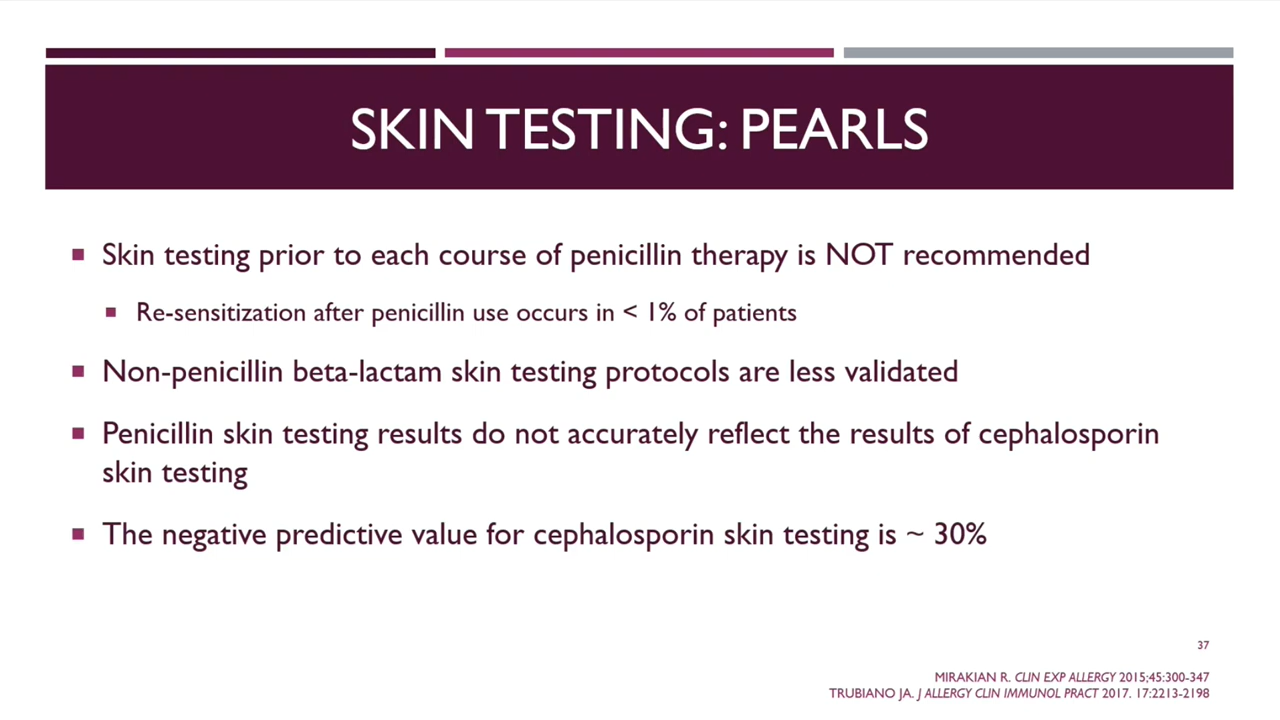 SKIN TESTING: PEARLS
Skin testing prior to each course of penicillin therapy is NOT recommended
Re-sensitization after penicillin use occurs in < 1% of patients
Non-penicillin beta-lactam skin testing protocols are less validated
Penicillin skin testing results do not accurately reflect the results of cephalosporin
skin testing
The negative predictive value for cephalosporin skin testing is ~ 30%
37
MIRAKIAN R. CLIN EXP ALLERGY 2015;45:300-347
TRUBIANO JA. J ALLERGY CLIN IMMUNOL PRACT 2017. 17:2213-2198